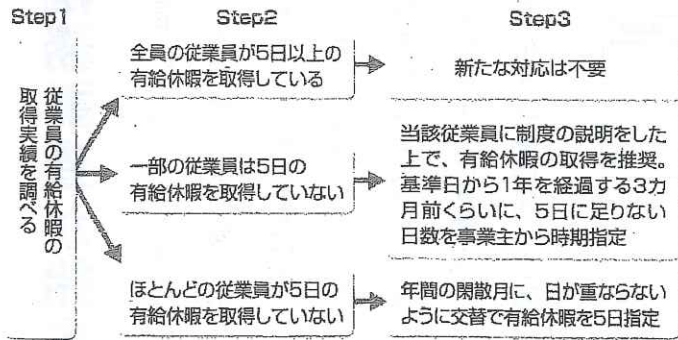 Step1
Step2
Step3
従業員の有給休暇の
取得実績を調べる
全員の従業員が5日以上の
有給休暇を取得している
新たな対応は不要
一部の従業員は5日の
有給休暇を取得していない
当該従業員に制度の説明をした
上で、有給休暇の取得を推奨。
基準日から1年を経過する3カ
月前くらいに、5日に足りない
日数を事業主から時期指定
ほとんどの従業員が5日の
有給休暇を取得していない
年間の閑散月に、日が重ならない
ように交替で有給休暇を5日指定